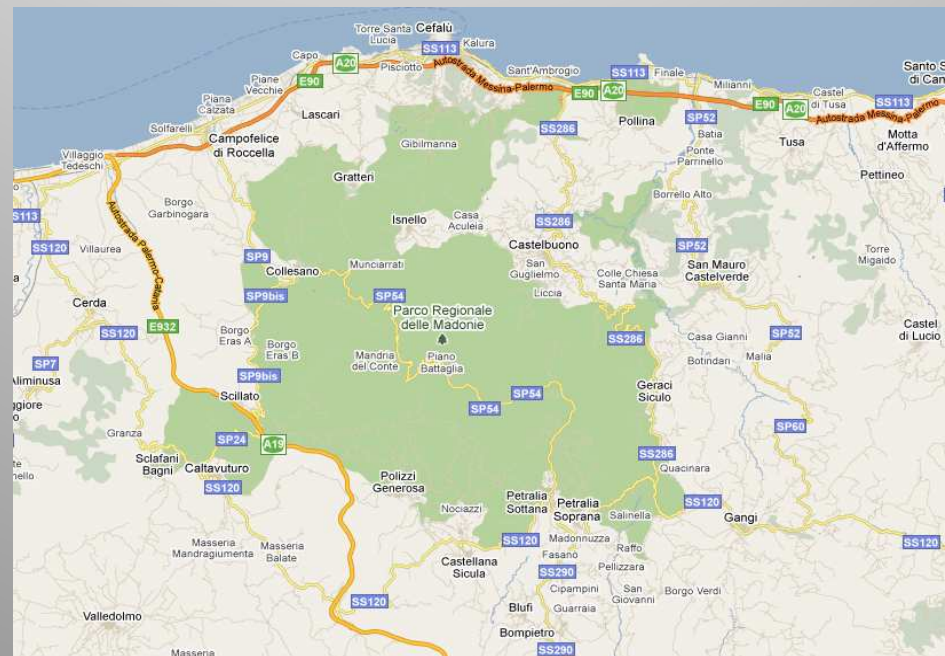 Torre Santa
Lucia
Cefalù
SS113
Kalura
Capo
A20
Pisciotto
Autostrada Messina-Palermo
Sant'Ambrogio
SS113
Finale
Milianni
E90
Piane
Vecchie
E90
A20
E90
A20
Castel
di Tusa
SS113
Autostrada Messina-Palermo
Piana
Calzata
Lascari
Solfarelli
Campofelice
di Roccella
SS286
Pollina
SP52
Batia
Tusa
Motta
d'Affermo
Gibilmanna
Ponte
Parrinello
Villaggio
Tedeschi
Gratteri
Pettineo
Borgo
Garbinogara
Borrello Alto
SS113
Isnello
Casa
Aculeia
SS286
Castelbuono
SS120
Villaurea
Autostrada Palermo-Catania
SP9
Collesano
Munciarrati
San
Guglielmo
Liccia
Colle Chiesa
Santa Maria
SP52
San Mauro
Castelverde
Torre
Migaido
SP9bis
SP54
Cerda
Parco Regionale
delle Madonie
E932
SS120
Borgo
Eras A
Borgo
Eras B
SS286
Casa Gianni
SP52
Castel
di Lucio
Mandria
del Conte
Piano
Battaglia
Botindari
Malia
SP7
Aliminusa
SP9bis
Scillato
SP54
SP54
Geraci
Siculo
SP60
Granza
SP24
A19
Sclafani
Bagni
Caltavuturo
SS120
Polizzi
Generosa
SS286
Quacinara
Petralia
Sottana
Petralia
Soprana
SS120
Nociazzi
Salinella
Gangi
Masseria
Mandragiumenta
Masseria
Balate
SS120
Madonnuzza
Raffo
SS120
Castellana
Sicula
Fasanò
Pellizzara
SS290
Cipampini
San
Giovanni
Borgo Verdi
SS120
Valledolmo
Blufi
Guarraia
Bompietro
SS290
Masseria